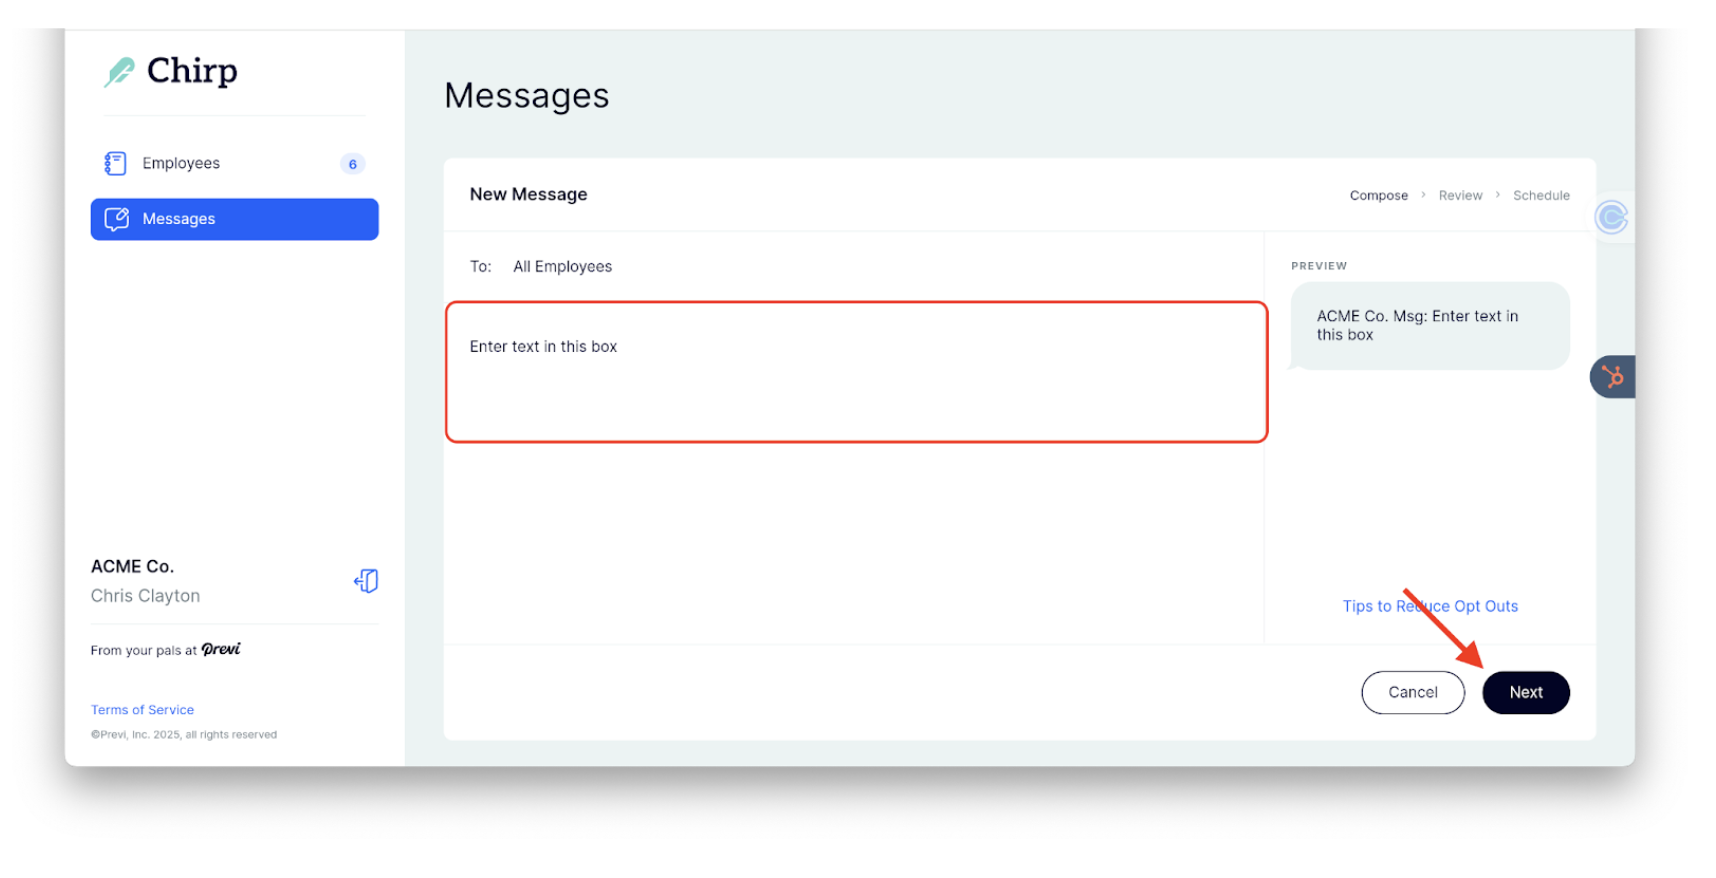 Chirp
Employees 6
Messages
ACME Co.
Chris Clayton
From your pals at Previ
Terms of Service
©Previ, Inc. 2025, all rights reserved
Messages
New Message
Compose > Review > Schedule
To: All Employees
Enter text in this box
PREVIEW
ACME Co. Msg: Enter text in
this box
Tips to Reduce Opt Outs
Cancel
Next